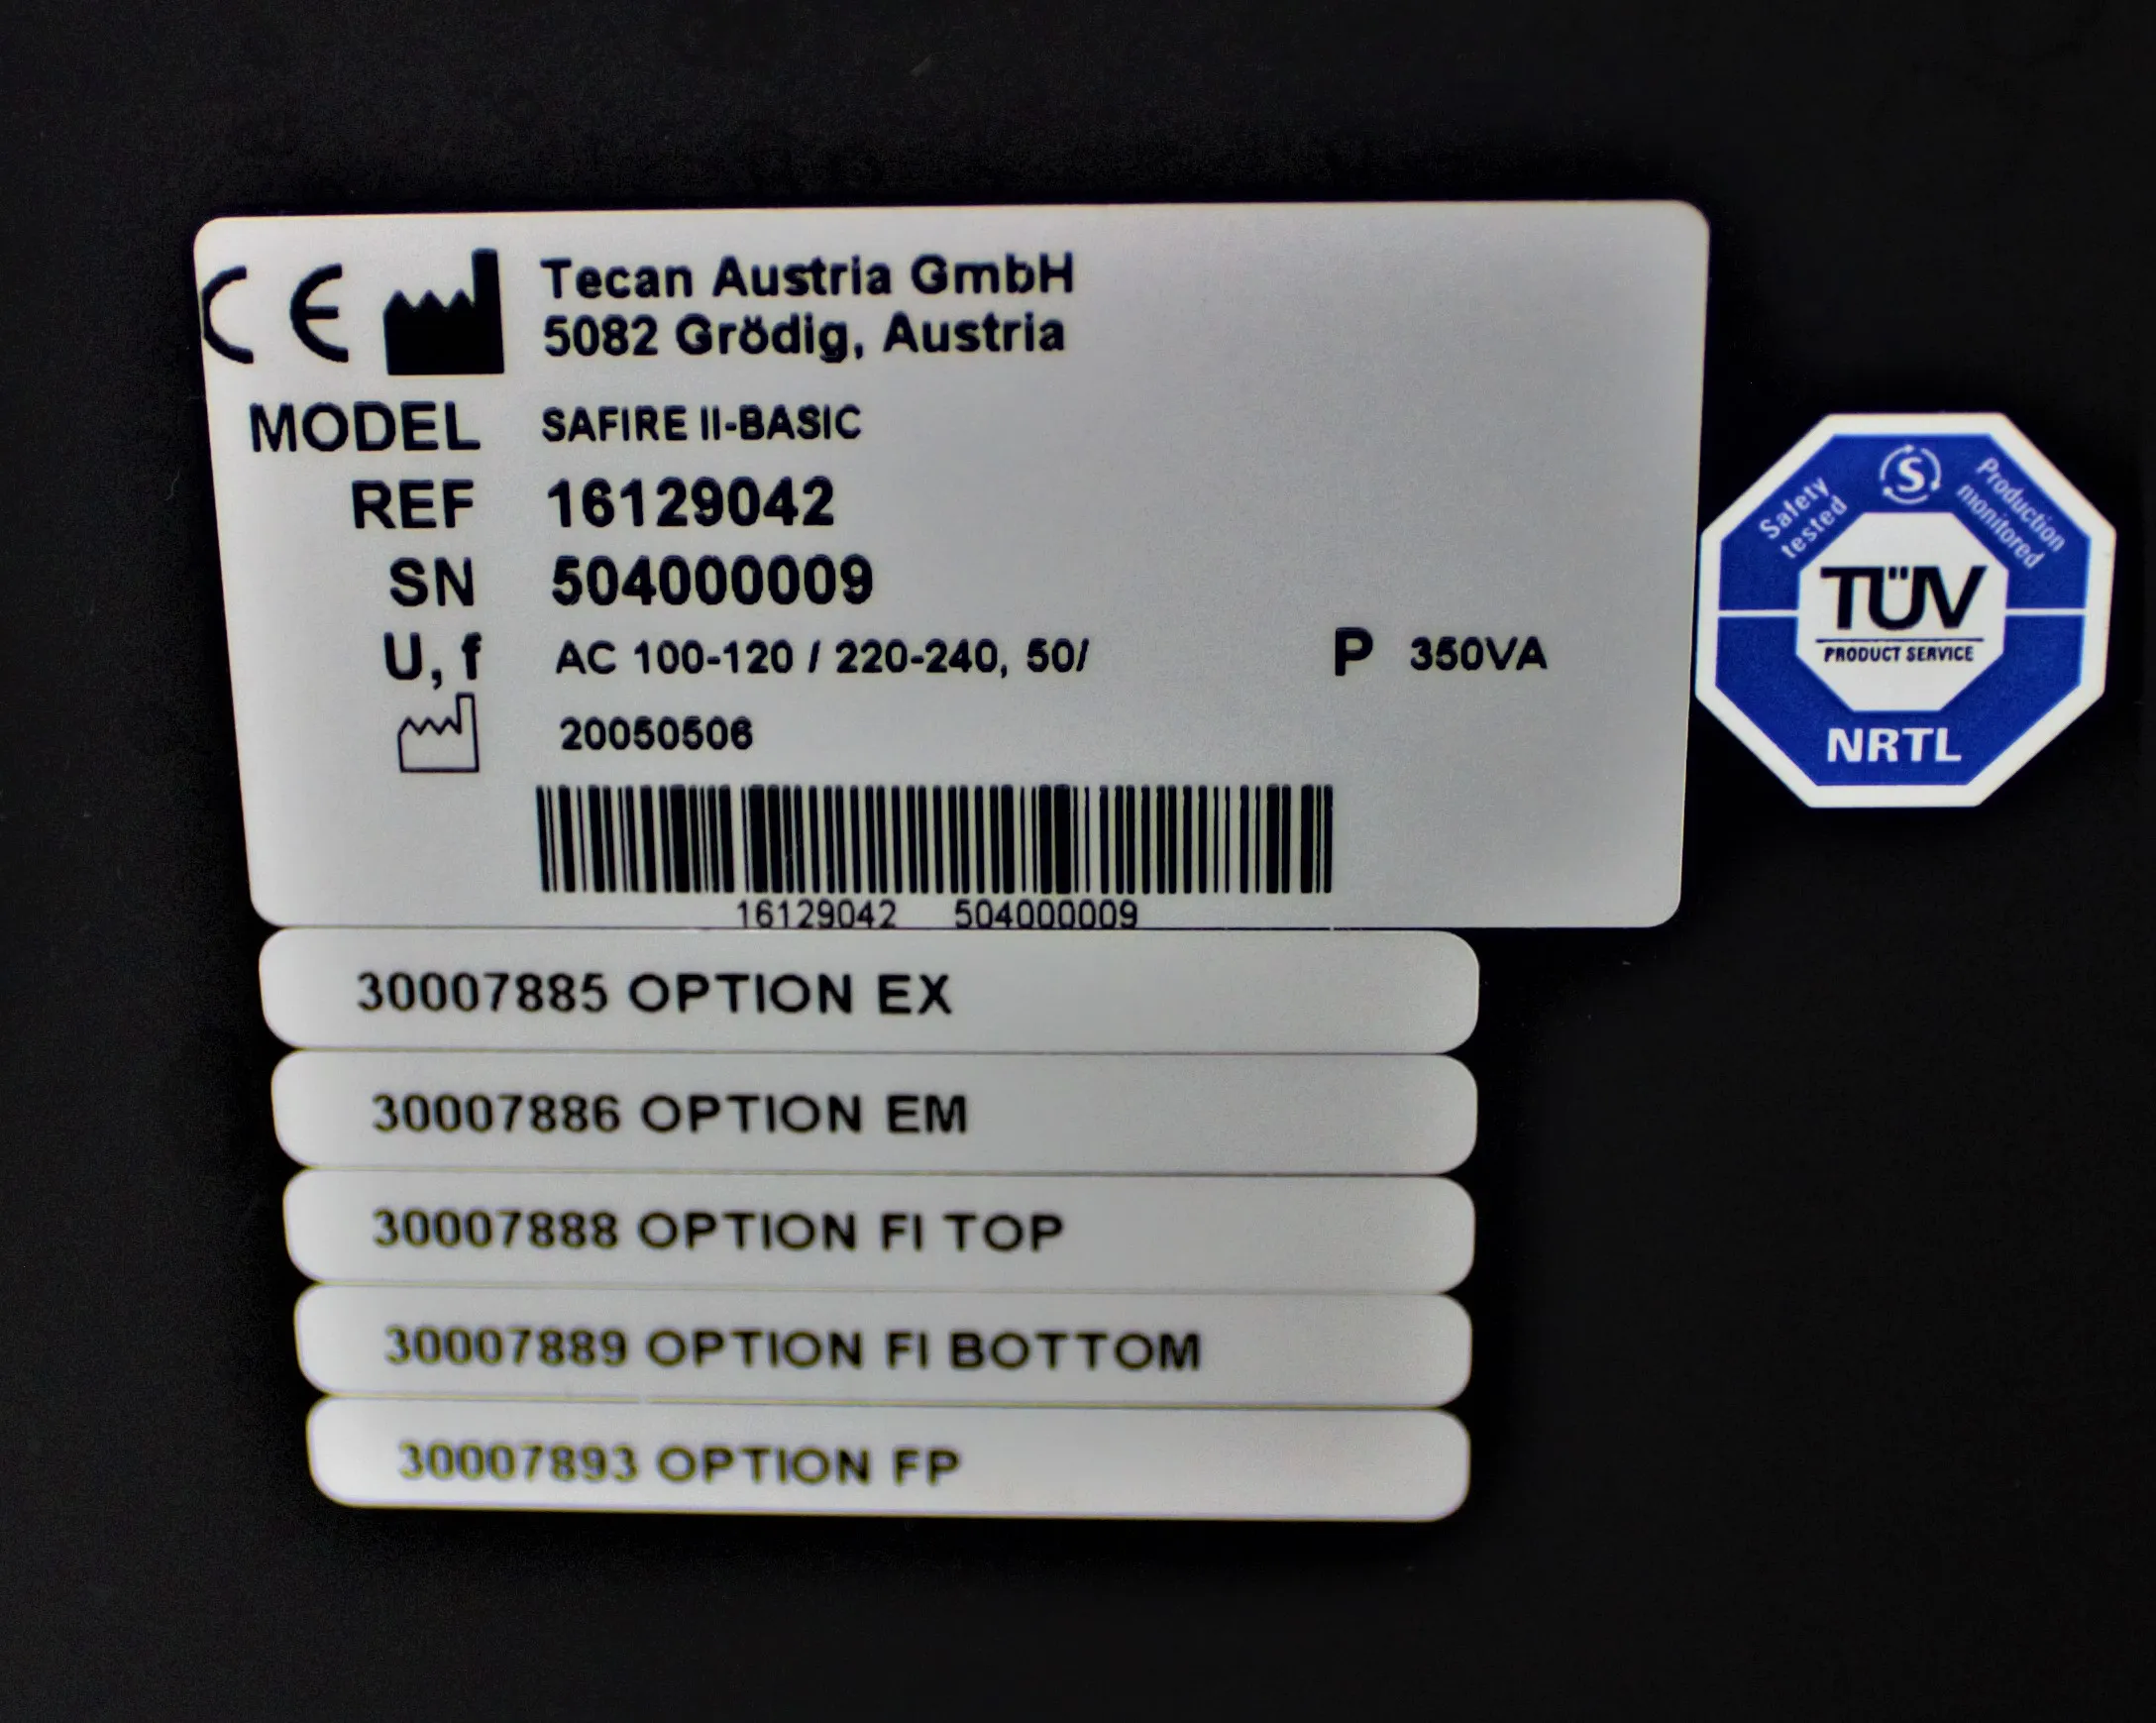 CE
Tecan Austria GmbH
5082 Grödig, Austria
MODEL SAFIRE II-BASIC
REF 16129042
SN 504000009
U, f AC 100-120 / 220-240, 50/ P 350VA
20050506
16129042 504000009
30007885 OPTION EX
30007886 OPTION EM
30007888 OPTION FI TOP
30007889 OPTION FI BOTTOM
30007893 OPTION FP
Safety
tested
S
Production
monitored
TÜV
PRODUCT SERVICE
NRTL